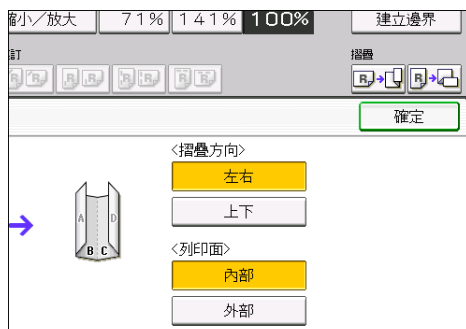 縮小／放大 71% 141% 100% 建立邊界
訂 摺疊
R R R R R R R R R R
確定
〈摺疊方向〉
左右
A D
B C
上下
〈列印面〉
內部
外部